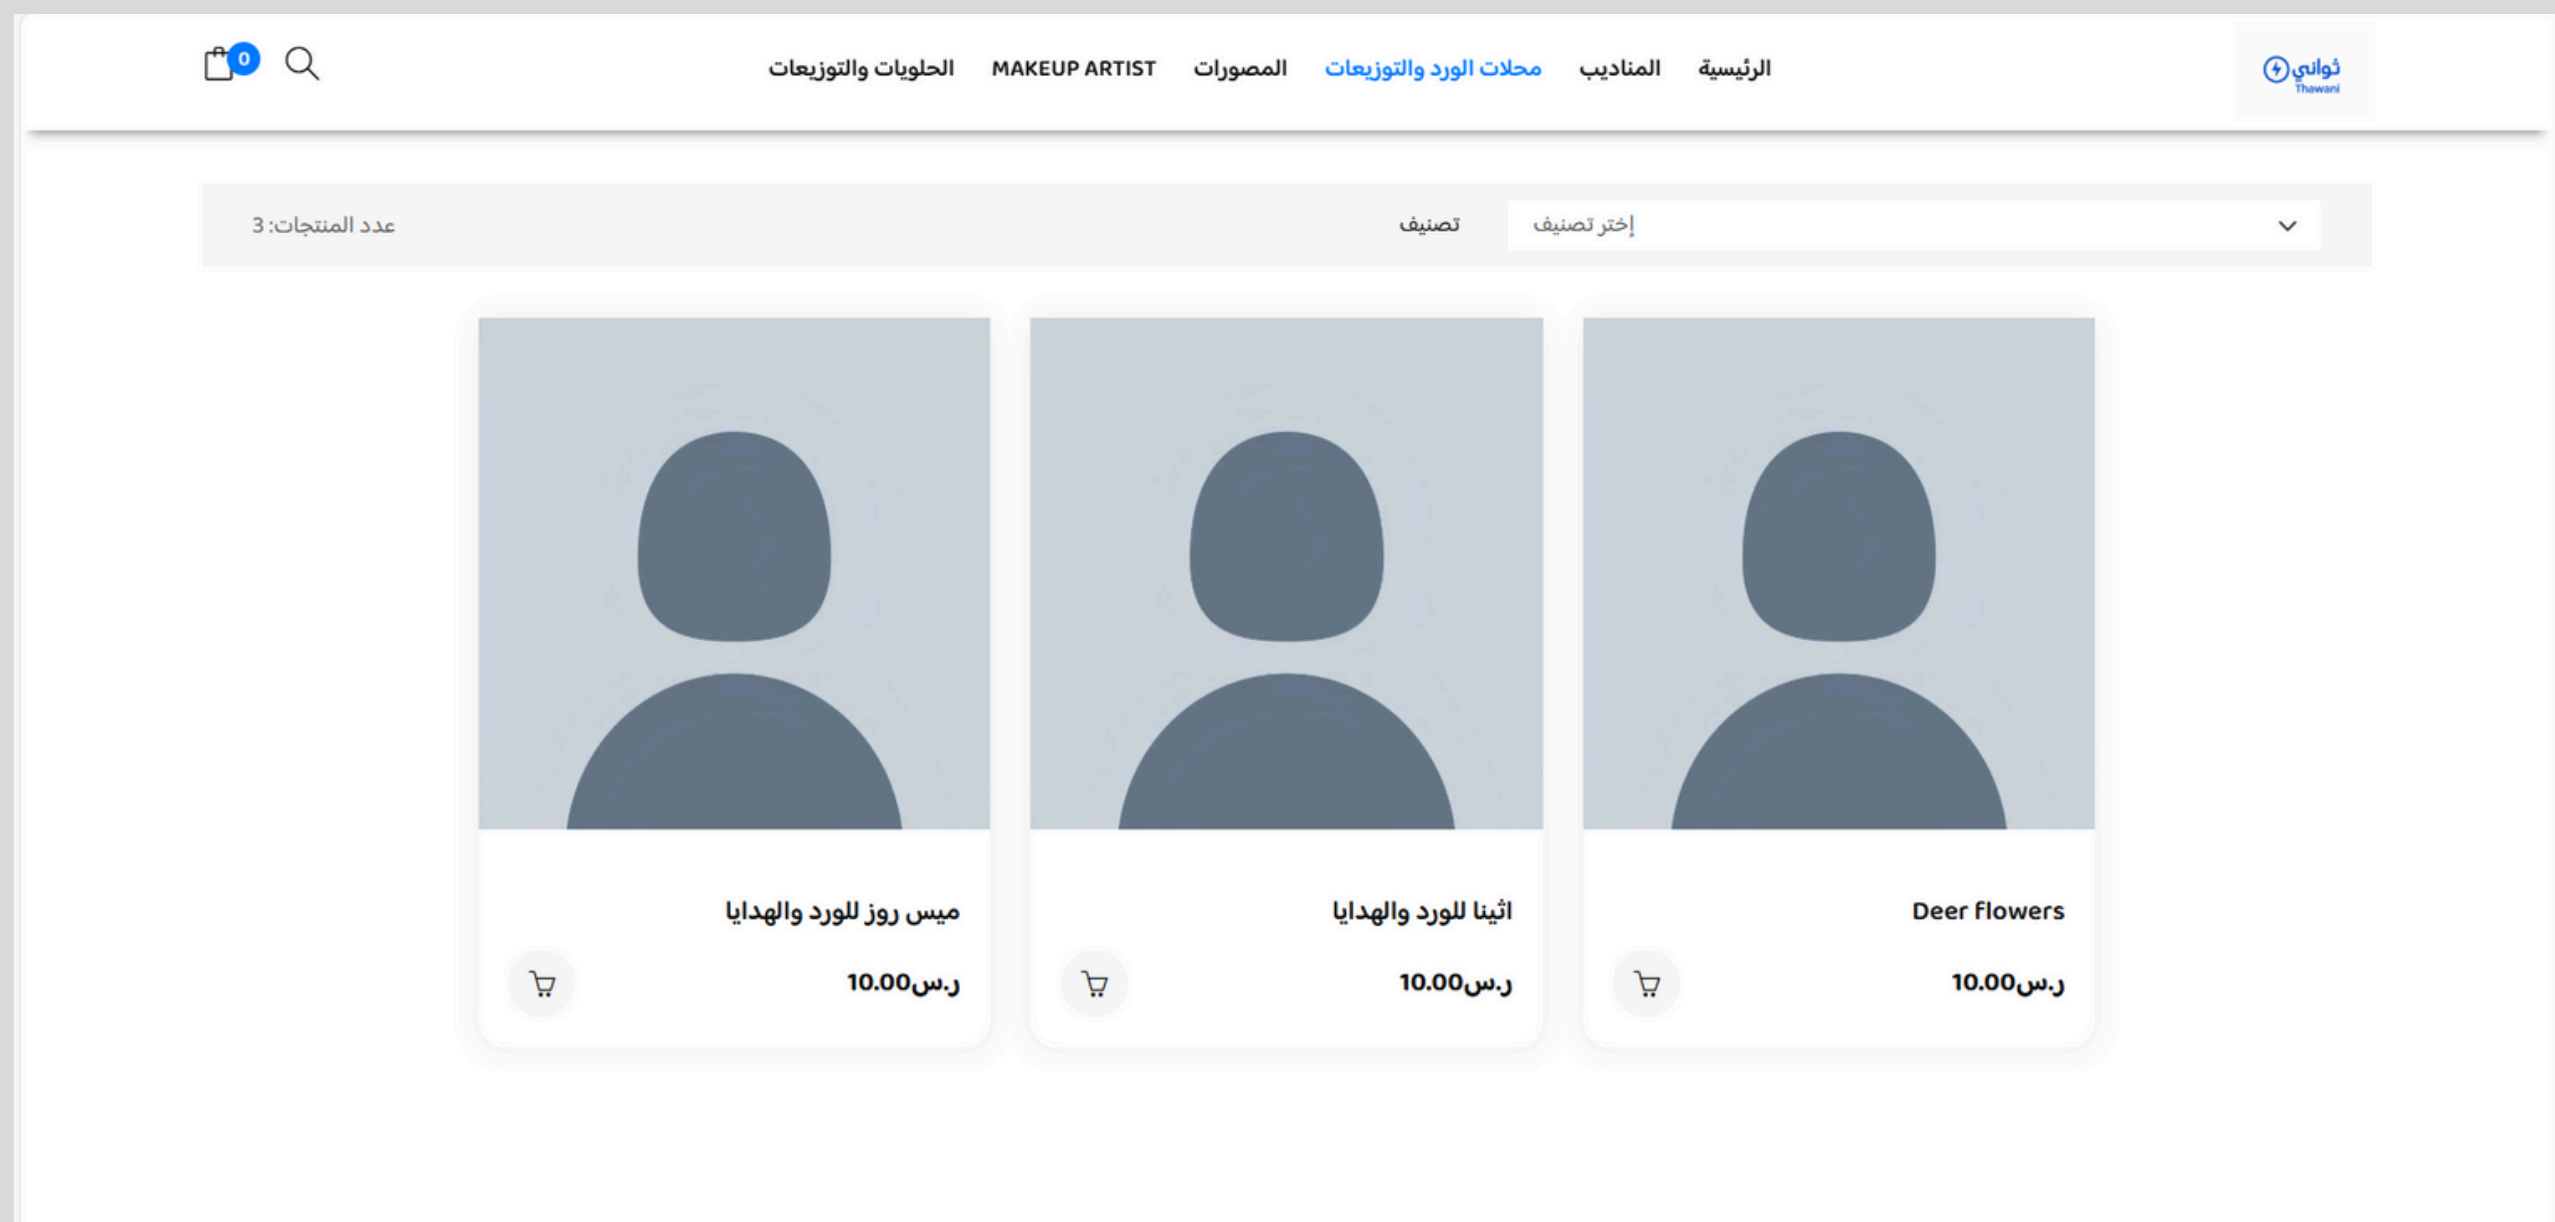 ثواني
Thawani
الرئيسية
المناديب
محلات الورد والتوزيعات
المصورات
MAKEUP ARTIST
الحلويات والتوزيعات
0
إختر تصنيف
تصنيف
عدد المنتجات: 3
Deer flowers
ر.س10.00
اثينا للورد والهدايا
ر.س10.00
ميس روز للورد والهدايا
ر.س10.00